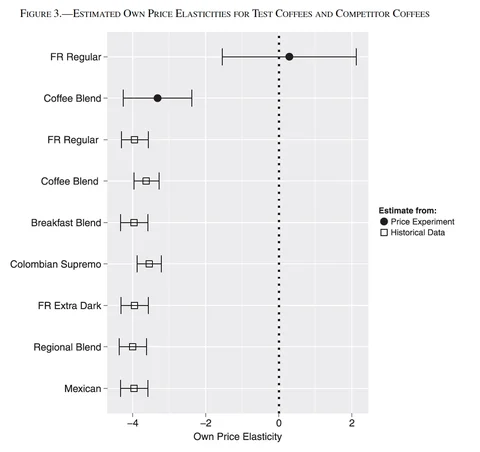 FIGURE 3.—ESTIMATED OWN PRICE ELASTICITIES FOR TEST COFFEES AND COMPETITOR COFFEES
FR Regular
Coffee Blend
FR Regular
Coffee Blend
Breakfast Blend
Colombian Supremo
FR Extra Dark
Regional Blend
Mexican
Estimate from:
Price Experiment
Historical Data
−4 −2 0 2
Own Price Elasticity